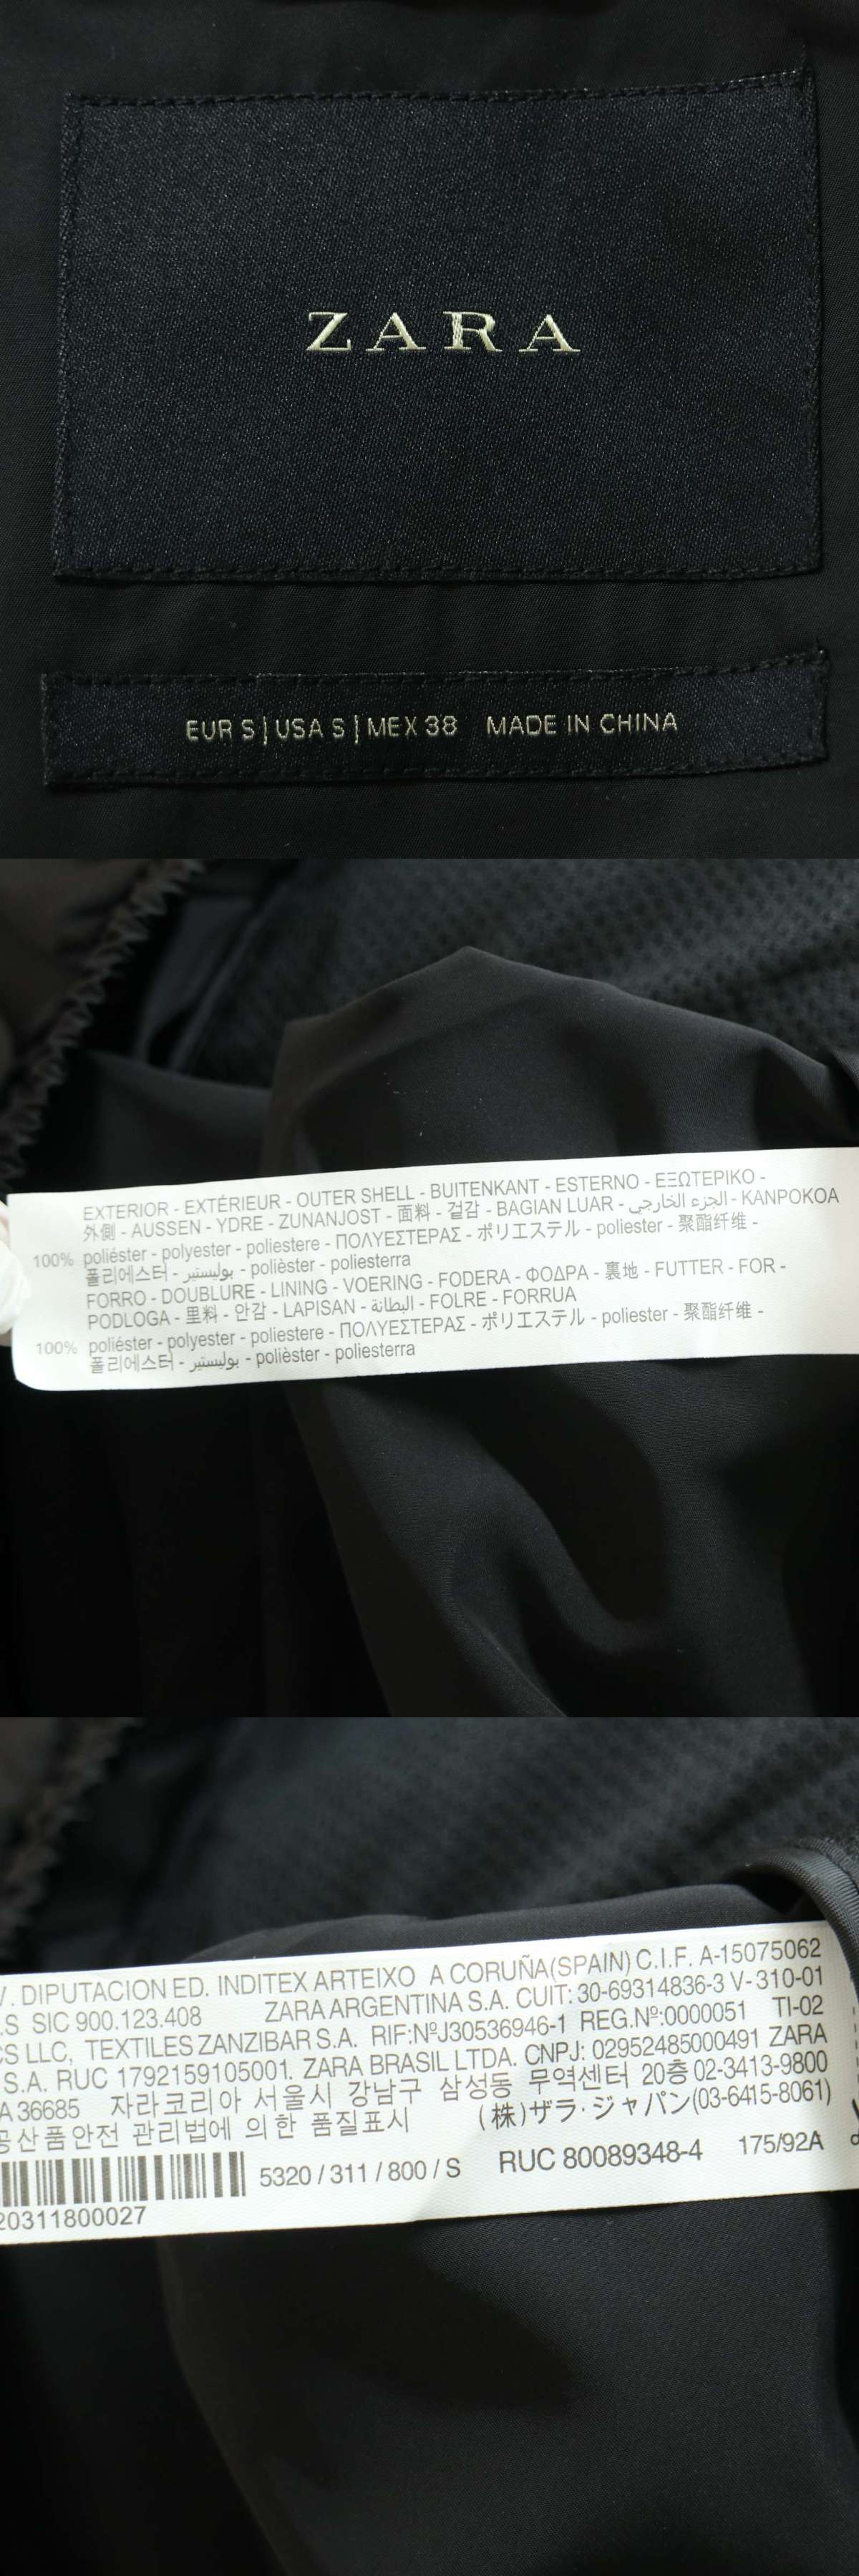 ZARA
EUR S | USA S | MEX 38 MADE IN CHINA
EXTERIOR - EXTÉRIEUR - OUTER SHELL - BUITENKANT - ESTERNO - ΕΞΩΤΕΡΙΚΟ -
外側 - AUSSEN - YDRE - ZUNANJOST - 面料 - 겉감 - BAGIAN LUAR - الجزء الخارجي - KANPOKOA
100% poliéster - polyester - poliestere - ΠΟΛΥΕΣΤΕΡΑΣ - ポリエステル - poliester - 聚酯纤维 -
폴리에스터 - بوليستير - polièster - poliesterra
FORRO - DOUBLURE - LINING - VOERING - FODERA - ΦΟΔΡΑ - 裏地 - FUTTER - FOR -
PODLOGA - 里料 - 안감 - LAPISAN - البطانة - FOLRE - FORRUA
100% poliéster - polyester - poliestere - ΠΟΛΥΕΣΤΕΡΑΣ - ポリエステル - poliester - 聚酯纤维 -
폴리에스터 - بوليستير - polièster - poliesterra
V. DIPUTACION ED. INDITEX ARTEIXO A CORUÑA(SPAIN) C.I.F. A-15075062
.S SIC 900.123.408 ZARA ARGENTINA S.A. CUIT: 30-69314836-3 V-310-01
CS LLC, TEXTILES ZANZIBAR S.A. RIF:NºJ30536946-1 REG.Nº:0000051 TI-02
S.A. RUC 1792159105001. ZARA BRASIL LTDA. CNPJ: 02952485000491 ZARA
A 36685 자라코리아 서울시 강남구 삼성동 무역센터 20층 02-3413-9800
공산품안전 관리법에 의한 품질표시 (株)ザラ・ジャパン(03-6415-8061)
5320 / 311 / 800 / S RUC 80089348-4 175/92A
20311800027